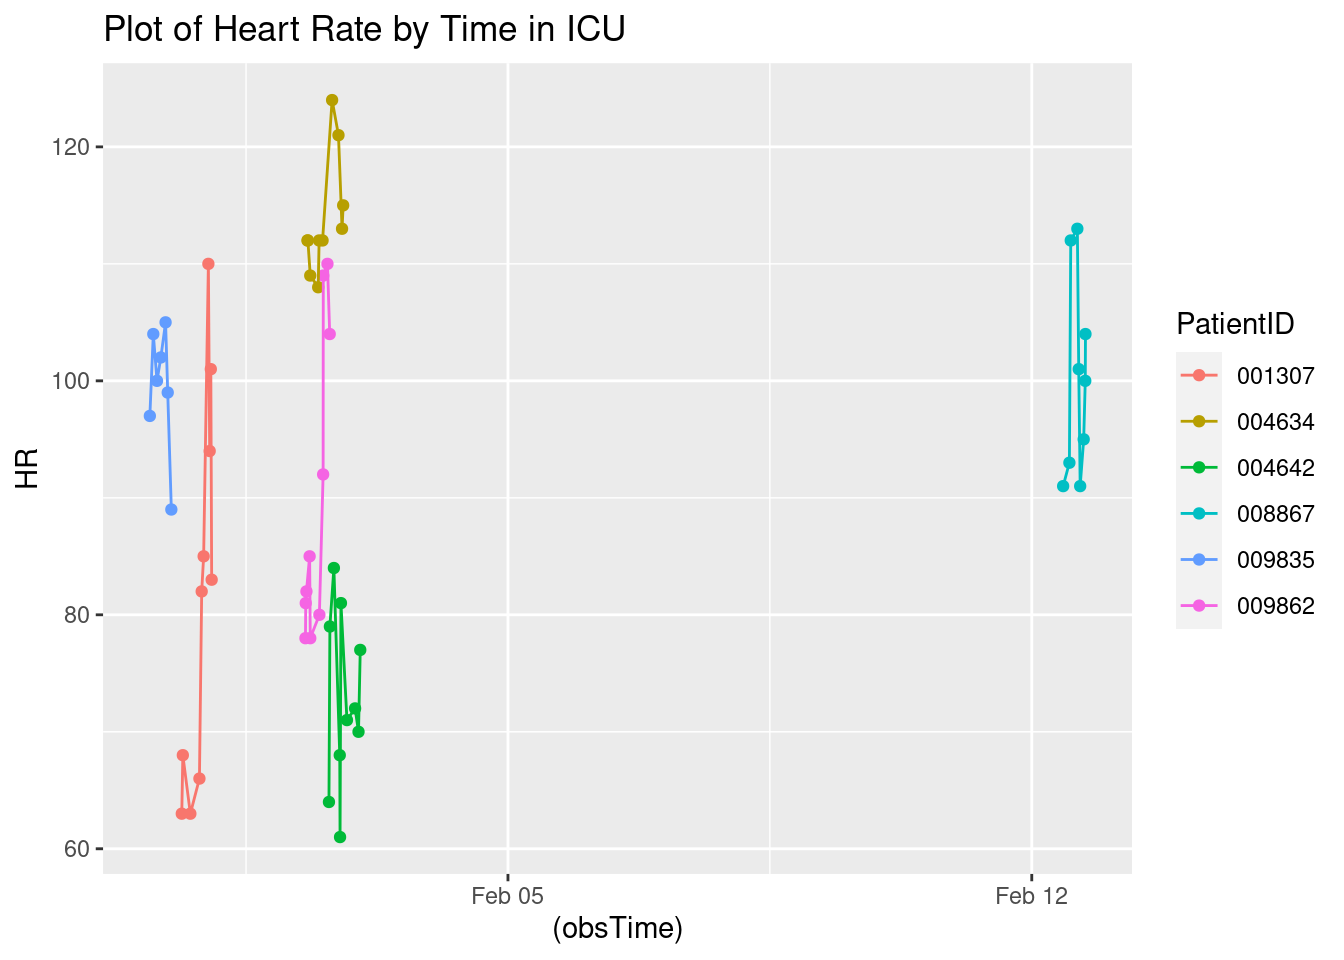 Plot of Heart Rate by Time in ICU
120
100
80
60
HR
Feb 05
Feb 12
(obsTime)
PatientID
001307
004634
004642
008867
009835
009862